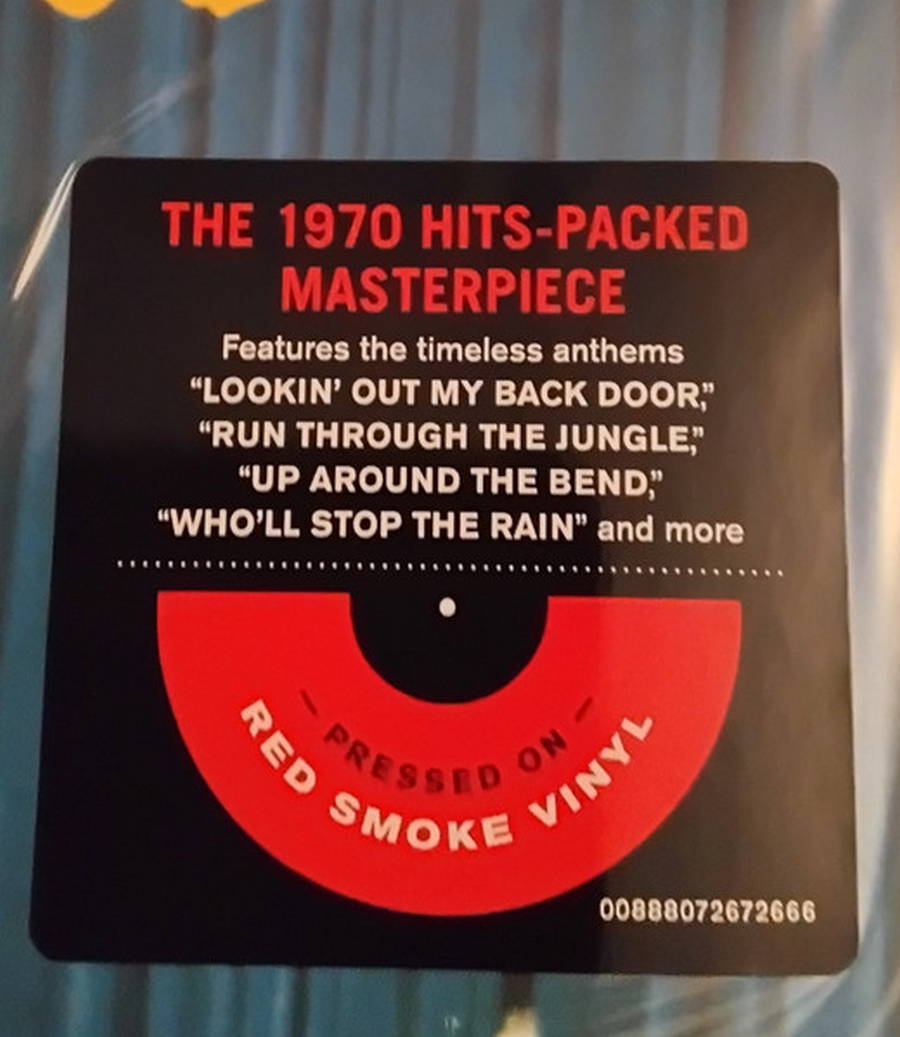 THE 1970 HITS-PACKED
MASTERPIECE
Features the timeless anthems
“LOOKIN’ OUT MY BACK DOOR,”
“RUN THROUGH THE JUNGLE,”
“UP AROUND THE BEND,”
“WHO’LL STOP THE RAIN” and more
— PRESSED ON —
RED SMOKE VINYL
00888072672666